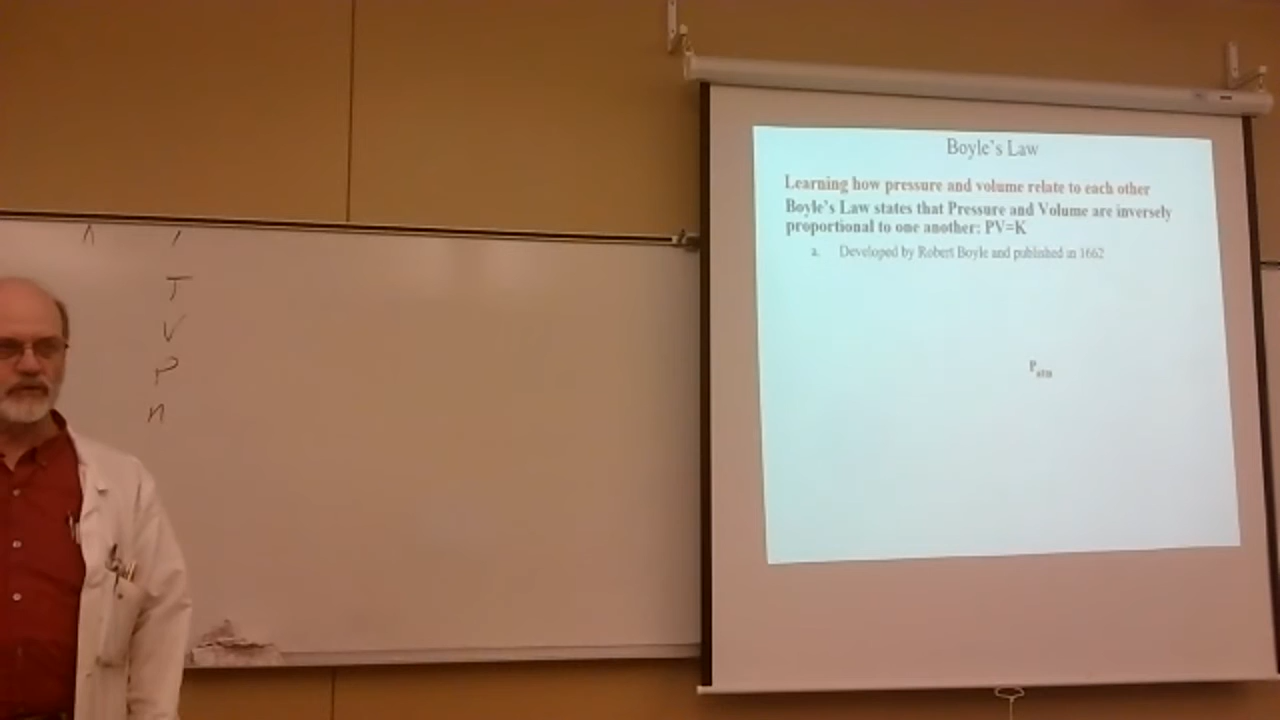 T
V
P
n
Boyle's Law
Learning how pressure and volume relate to each other
Boyle's Law states that Pressure and Volume are inversely
proportional to one another: PV=K
a. Developed by Robert Boyle and published in 1662
Patm